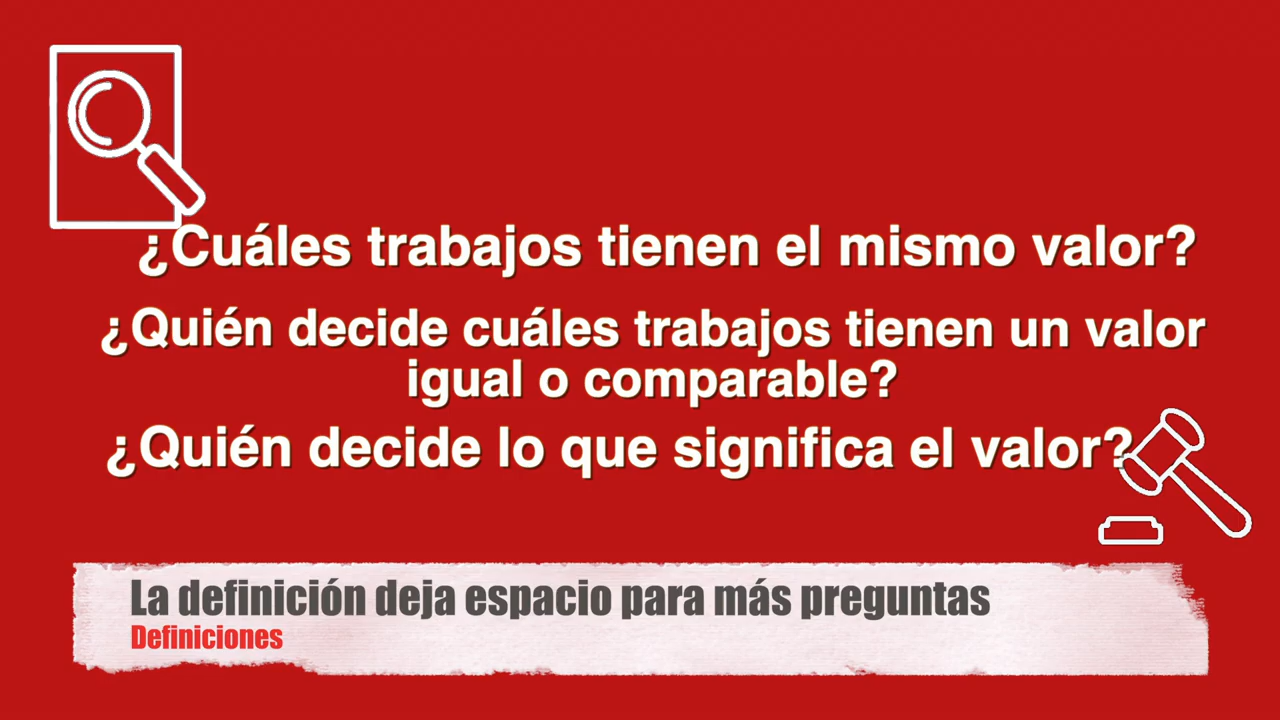 ¿Cuáles trabajos tienen el mismo valor?
¿Quién decide cuáles trabajos tienen un valor
igual o comparable?
¿Quién decide lo que significa el valor?
La definición deja espacio para más preguntas
Definiciones